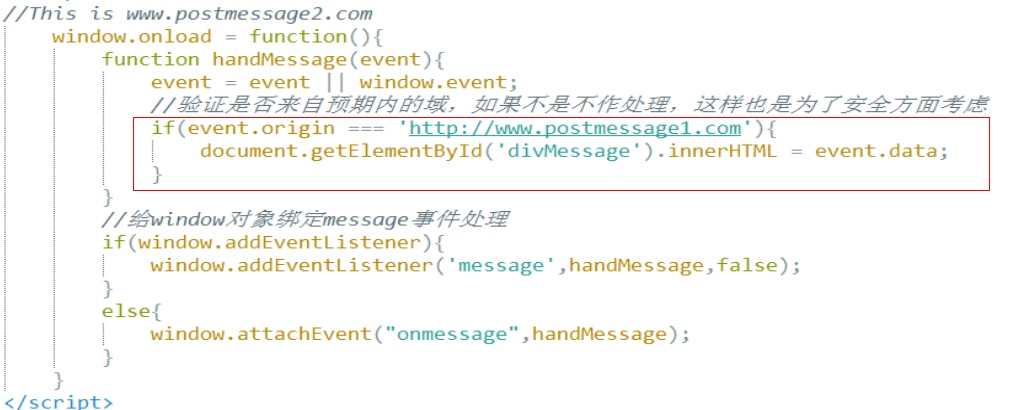 //This is www.postmessage2.com
window.onload = function(){
function handMessage(event){
event = event || window.event;
//验证是否来自预期内的域，如果不是不作处理，这样也是为了安全方面考虑
if(event.origin === 'http://www.postmessage1.com'){
document.getElementById('divMessage').innerHTML = event.data;
}
}
//给window对象绑定message事件处理
if(window.addEventListener){
window.addEventListener('message',handMessage,false);
}
else{
window.attachEvent("onmessage",handMessage);
}
}
</script>